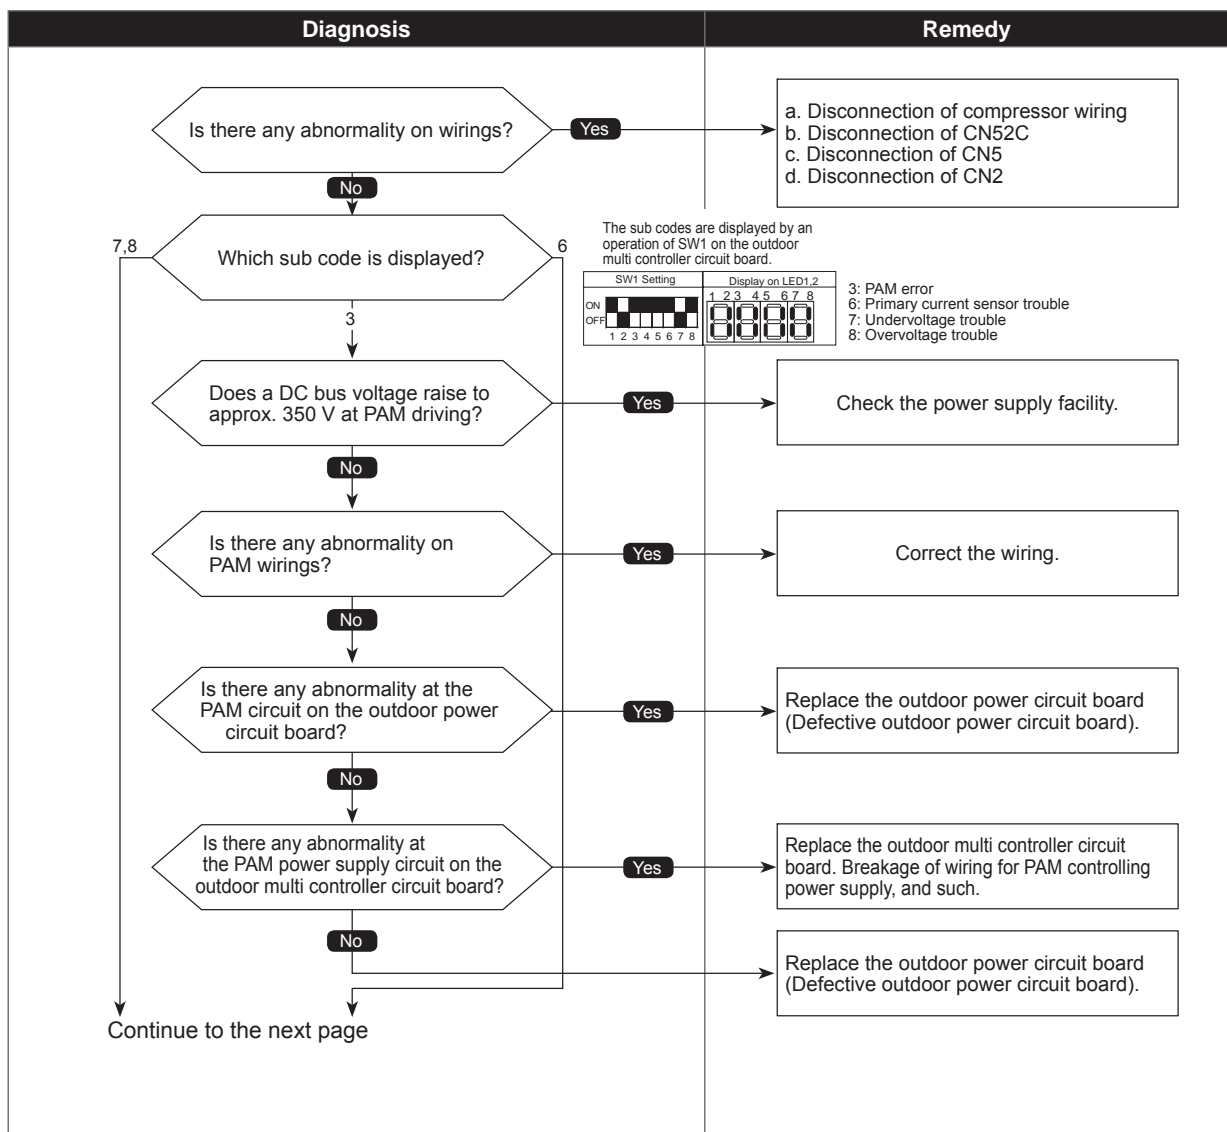 Diagnosis
Remedy
Is there any abnormality on wirings?
Yes
a. Disconnection of compressor wiring
b. Disconnection of CN52C
c. Disconnection of CN5
d. Disconnection of CN2
No
7,8
Which sub code is displayed?
6
The sub codes are displayed by an
operation of SW1 on the outdoor
multi controller circuit board.
SW1 Setting
Display on LED1,2
ON
OFF
1 2 3 4 5 6 7 8
1 2 3 4 5 6 7 8
3: PAM error
6: Primary current sensor trouble
7: Undervoltage trouble
8: Overvoltage trouble
3
Does a DC bus voltage raise to
approx. 350 V at PAM driving?
Yes
Check the power supply facility.
No
Is there any abnormality on
PAM wirings?
Yes
Correct the wiring.
No
Is there any abnormality at the
PAM circuit on the outdoor power
circuit board?
Yes
Replace the outdoor power circuit board
(Defective outdoor power circuit board).
No
Is there any abnormality at
the PAM power supply circuit on the
outdoor multi controller circuit board?
Yes
Replace the outdoor multi controller circuit
board. Breakage of wiring for PAM controlling
power supply, and such.
No
Replace the outdoor power circuit board
(Defective outdoor power circuit board).
Continue to the next page